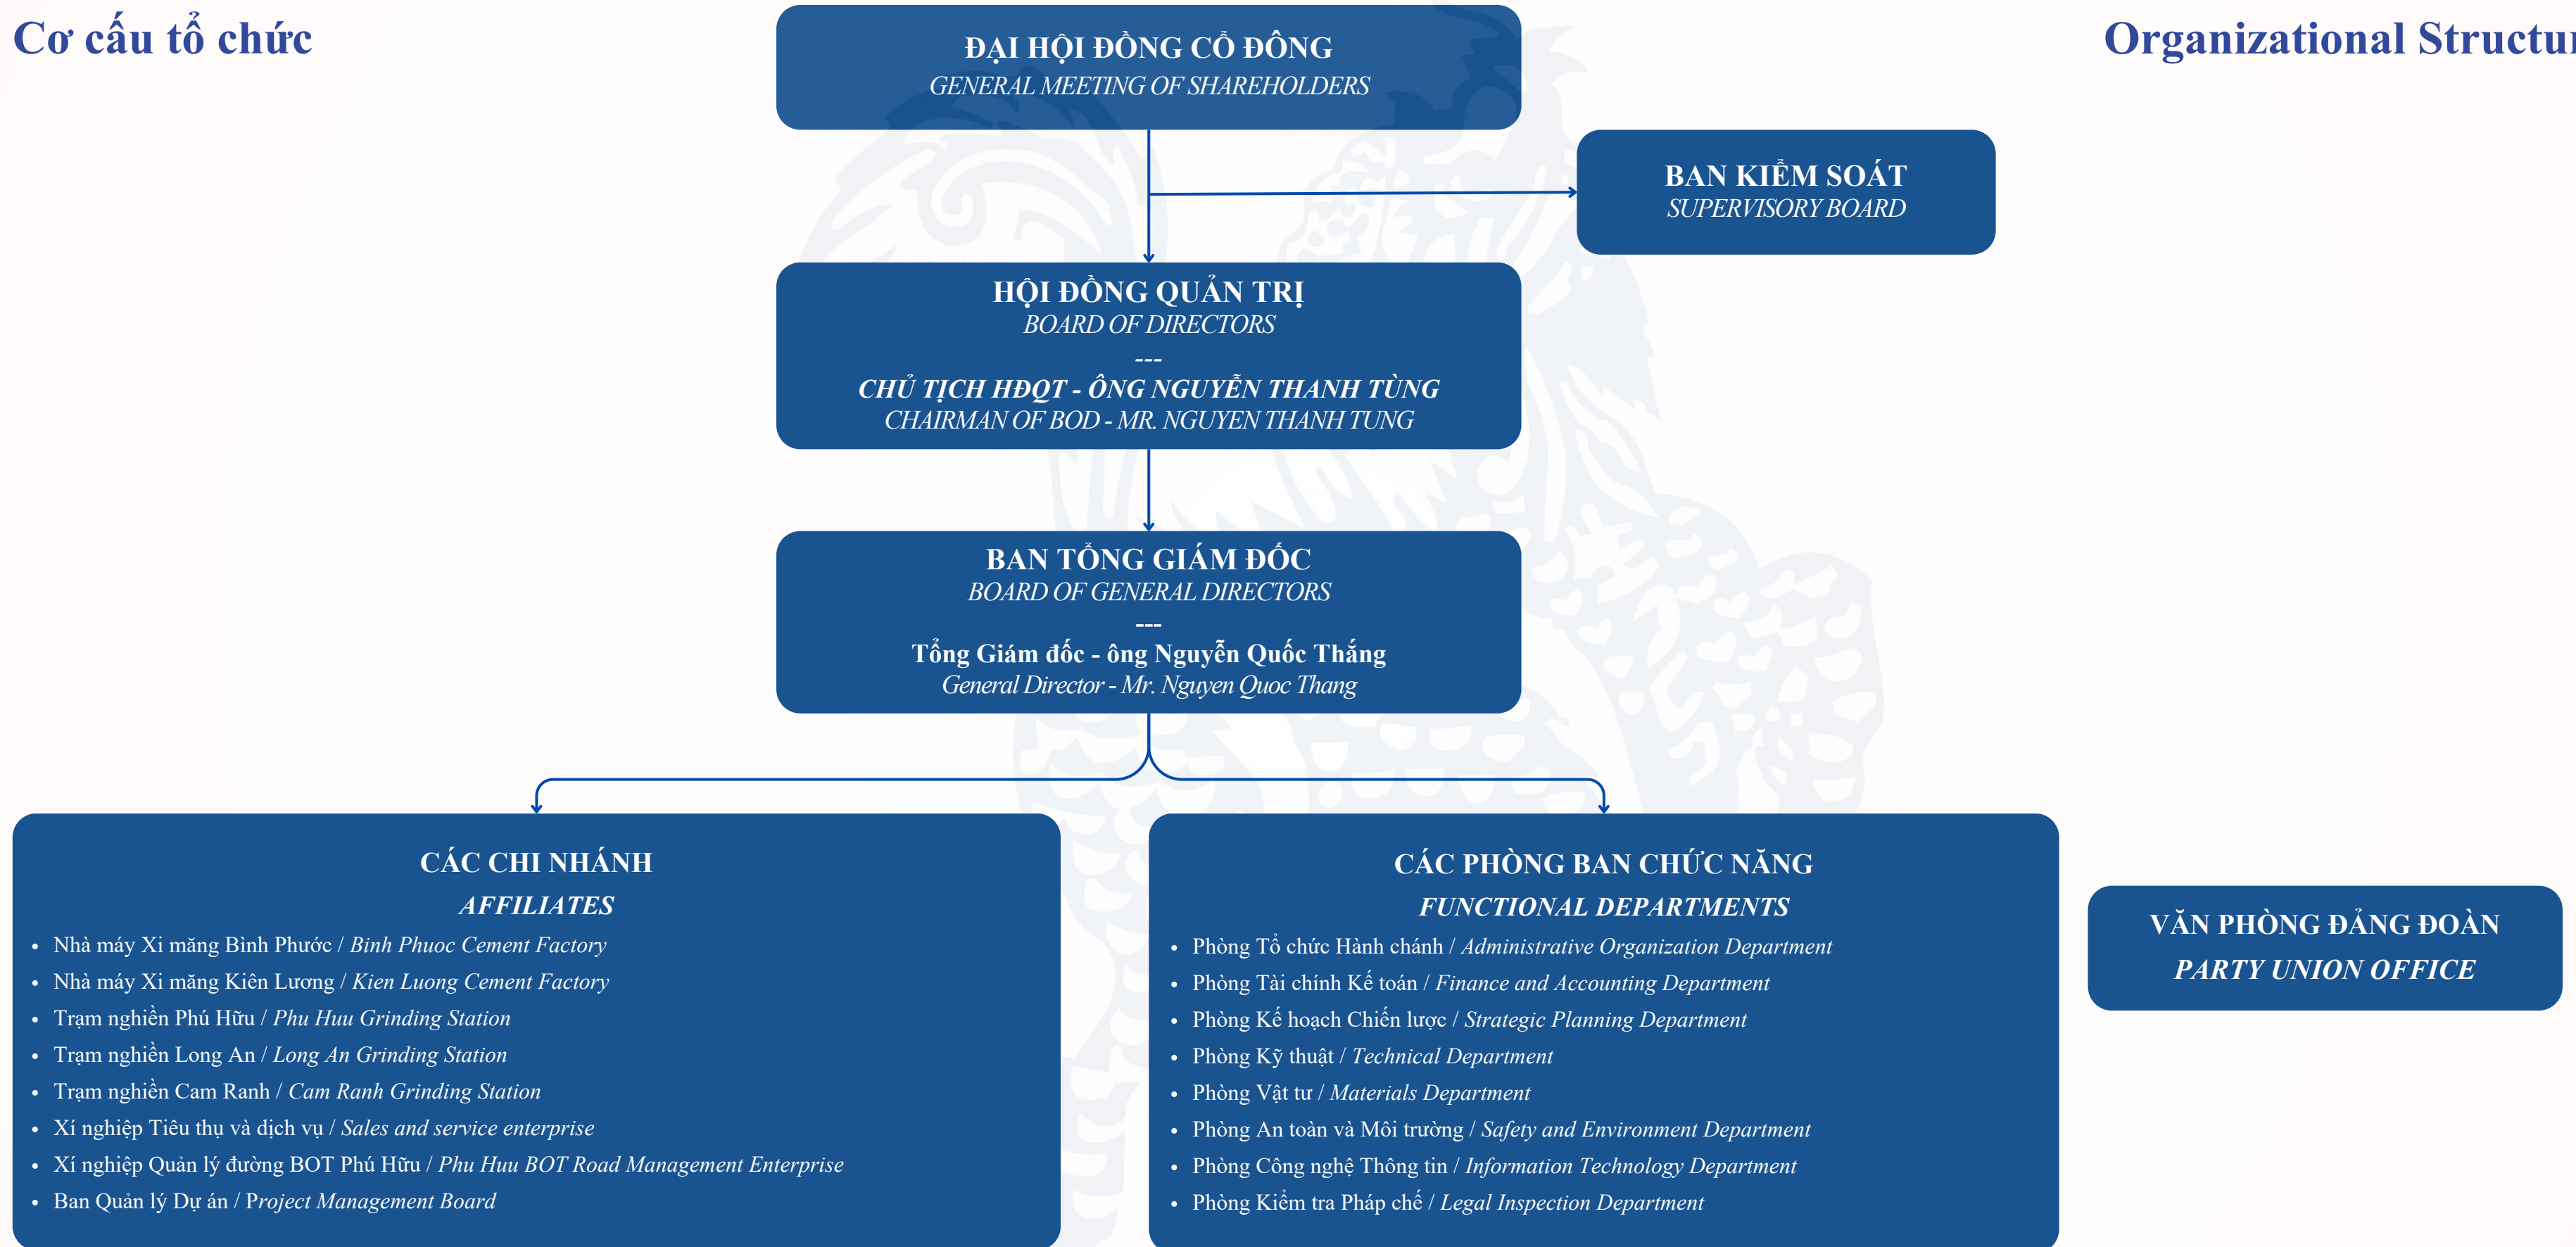 Cơ cấu tổ chức
Organizational Structur
ĐẠI HỘI ĐỒNG CỔ ĐÔNG
GENERAL MEETING OF SHAREHOLDERS
BAN KIỂM SOÁT
SUPERVISORY BOARD
HỘI ĐỒNG QUẢN TRỊ
BOARD OF DIRECTORS
---
CHỦ TỊCH HĐQT - ÔNG NGUYỄN THANH TÙNG
CHAIRMAN OF BOD - MR. NGUYEN THANH TUNG
BAN TỔNG GIÁM ĐỐC
BOARD OF GENERAL DIRECTORS
---
Tổng Giám đốc - ông Nguyễn Quốc Thắng
General Director - Mr. Nguyen Quoc Thang
CÁC CHI NHÁNH
AFFILIATES
• Nhà máy Xi măng Bình Phước / Binh Phuoc Cement Factory
• Nhà máy Xi măng Kiên Lương / Kien Luong Cement Factory
• Trạm nghiền Phú Hữu / Phu Huu Grinding Station
• Trạm nghiền Long An / Long An Grinding Station
• Trạm nghiền Cam Ranh / Cam Ranh Grinding Station
• Xí nghiệp Tiêu thụ và dịch vụ / Sales and service enterprise
• Xí nghiệp Quản lý đường BOT Phú Hữu / Phu Huu BOT Road Management Enterprise
• Ban Quản lý Dự án / Project Management Board
CÁC PHÒNG BAN CHỨC NĂNG
FUNCTIONAL DEPARTMENTS
• Phòng Tổ chức Hành chánh / Administrative Organization Department
• Phòng Tài chính Kế toán / Finance and Accounting Department
• Phòng Kế hoạch Chiến lược / Strategic Planning Department
• Phòng Kỹ thuật / Technical Department
• Phòng Vật tư / Materials Department
• Phòng An toàn và Môi trường / Safety and Environment Department
• Phòng Công nghệ Thông tin / Information Technology Department
• Phòng Kiểm tra Pháp chế / Legal Inspection Department
VĂN PHÒNG ĐẢNG ĐOÀN
PARTY UNION OFFICE